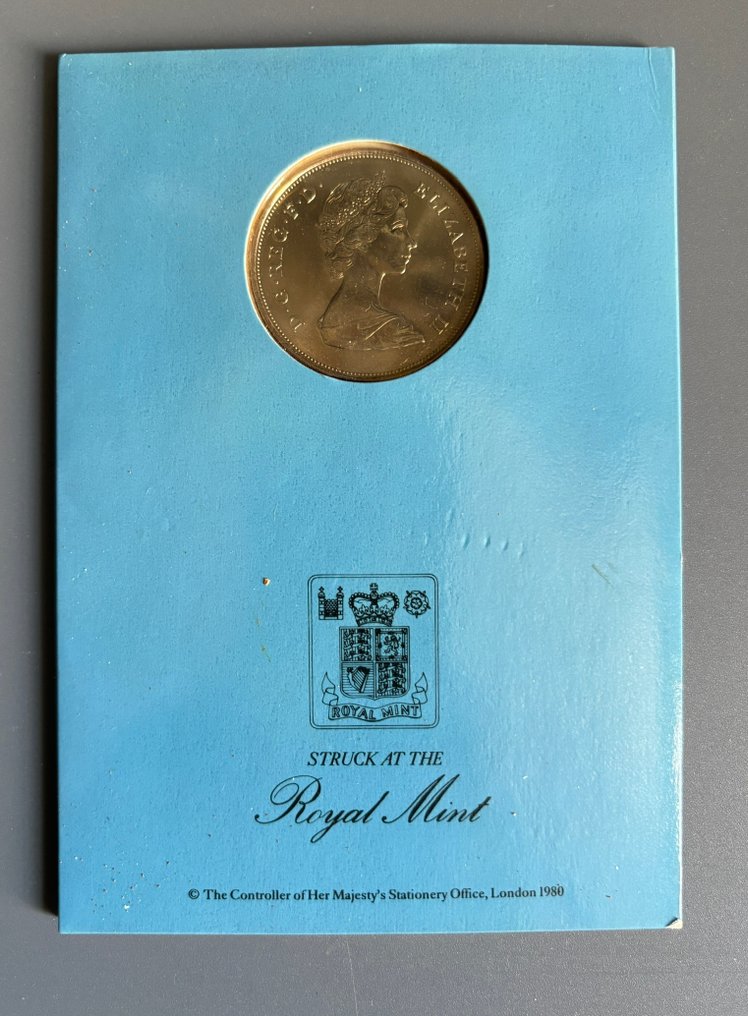 D·G·REG·F·D· ELIZABETH II
ROYAL MINT
STRUCK AT THE
Royal Mint
© The Controller of Her Majesty's Stationery Office, London 1980